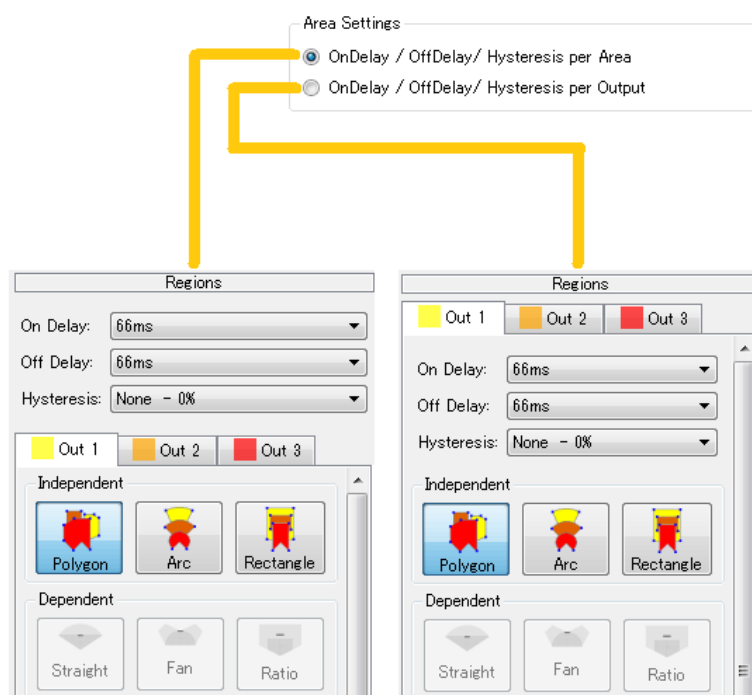 Area Settings
OnDelay / OffDelay/ Hysteresis per Area
OnDelay / OffDelay/ Hysteresis per Output
Regions
On Delay: 66ms
Off Delay: 66ms
Hysteresis: None - 0%
Out 1 Out 2 Out 3
Independent
Polygon Arc Rectangle
Dependent
Straight Fan Ratio
Regions
Out 1 Out 2 Out 3
On Delay: 66ms
Off Delay: 66ms
Hysteresis: None - 0%
Independent
Polygon Arc Rectangle
Dependent
Straight Fan Ratio